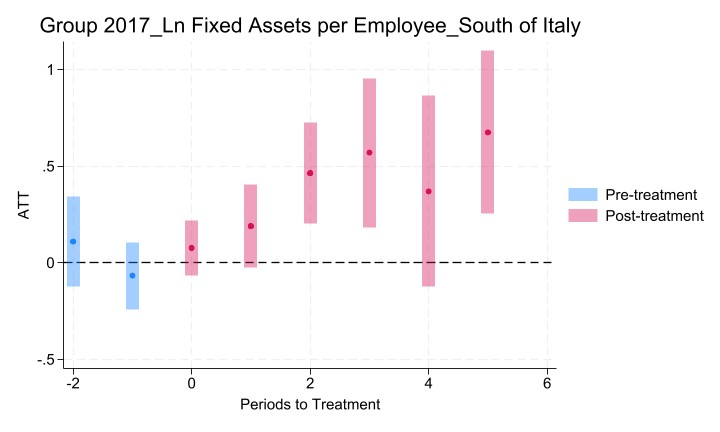 Group 2017_Ln Fixed Assets per Employee_South of Italy
1
.5
0
-.5
ATT
-2
0
2
4
6
Periods to Treatment
Pre-treatment
Post-treatment